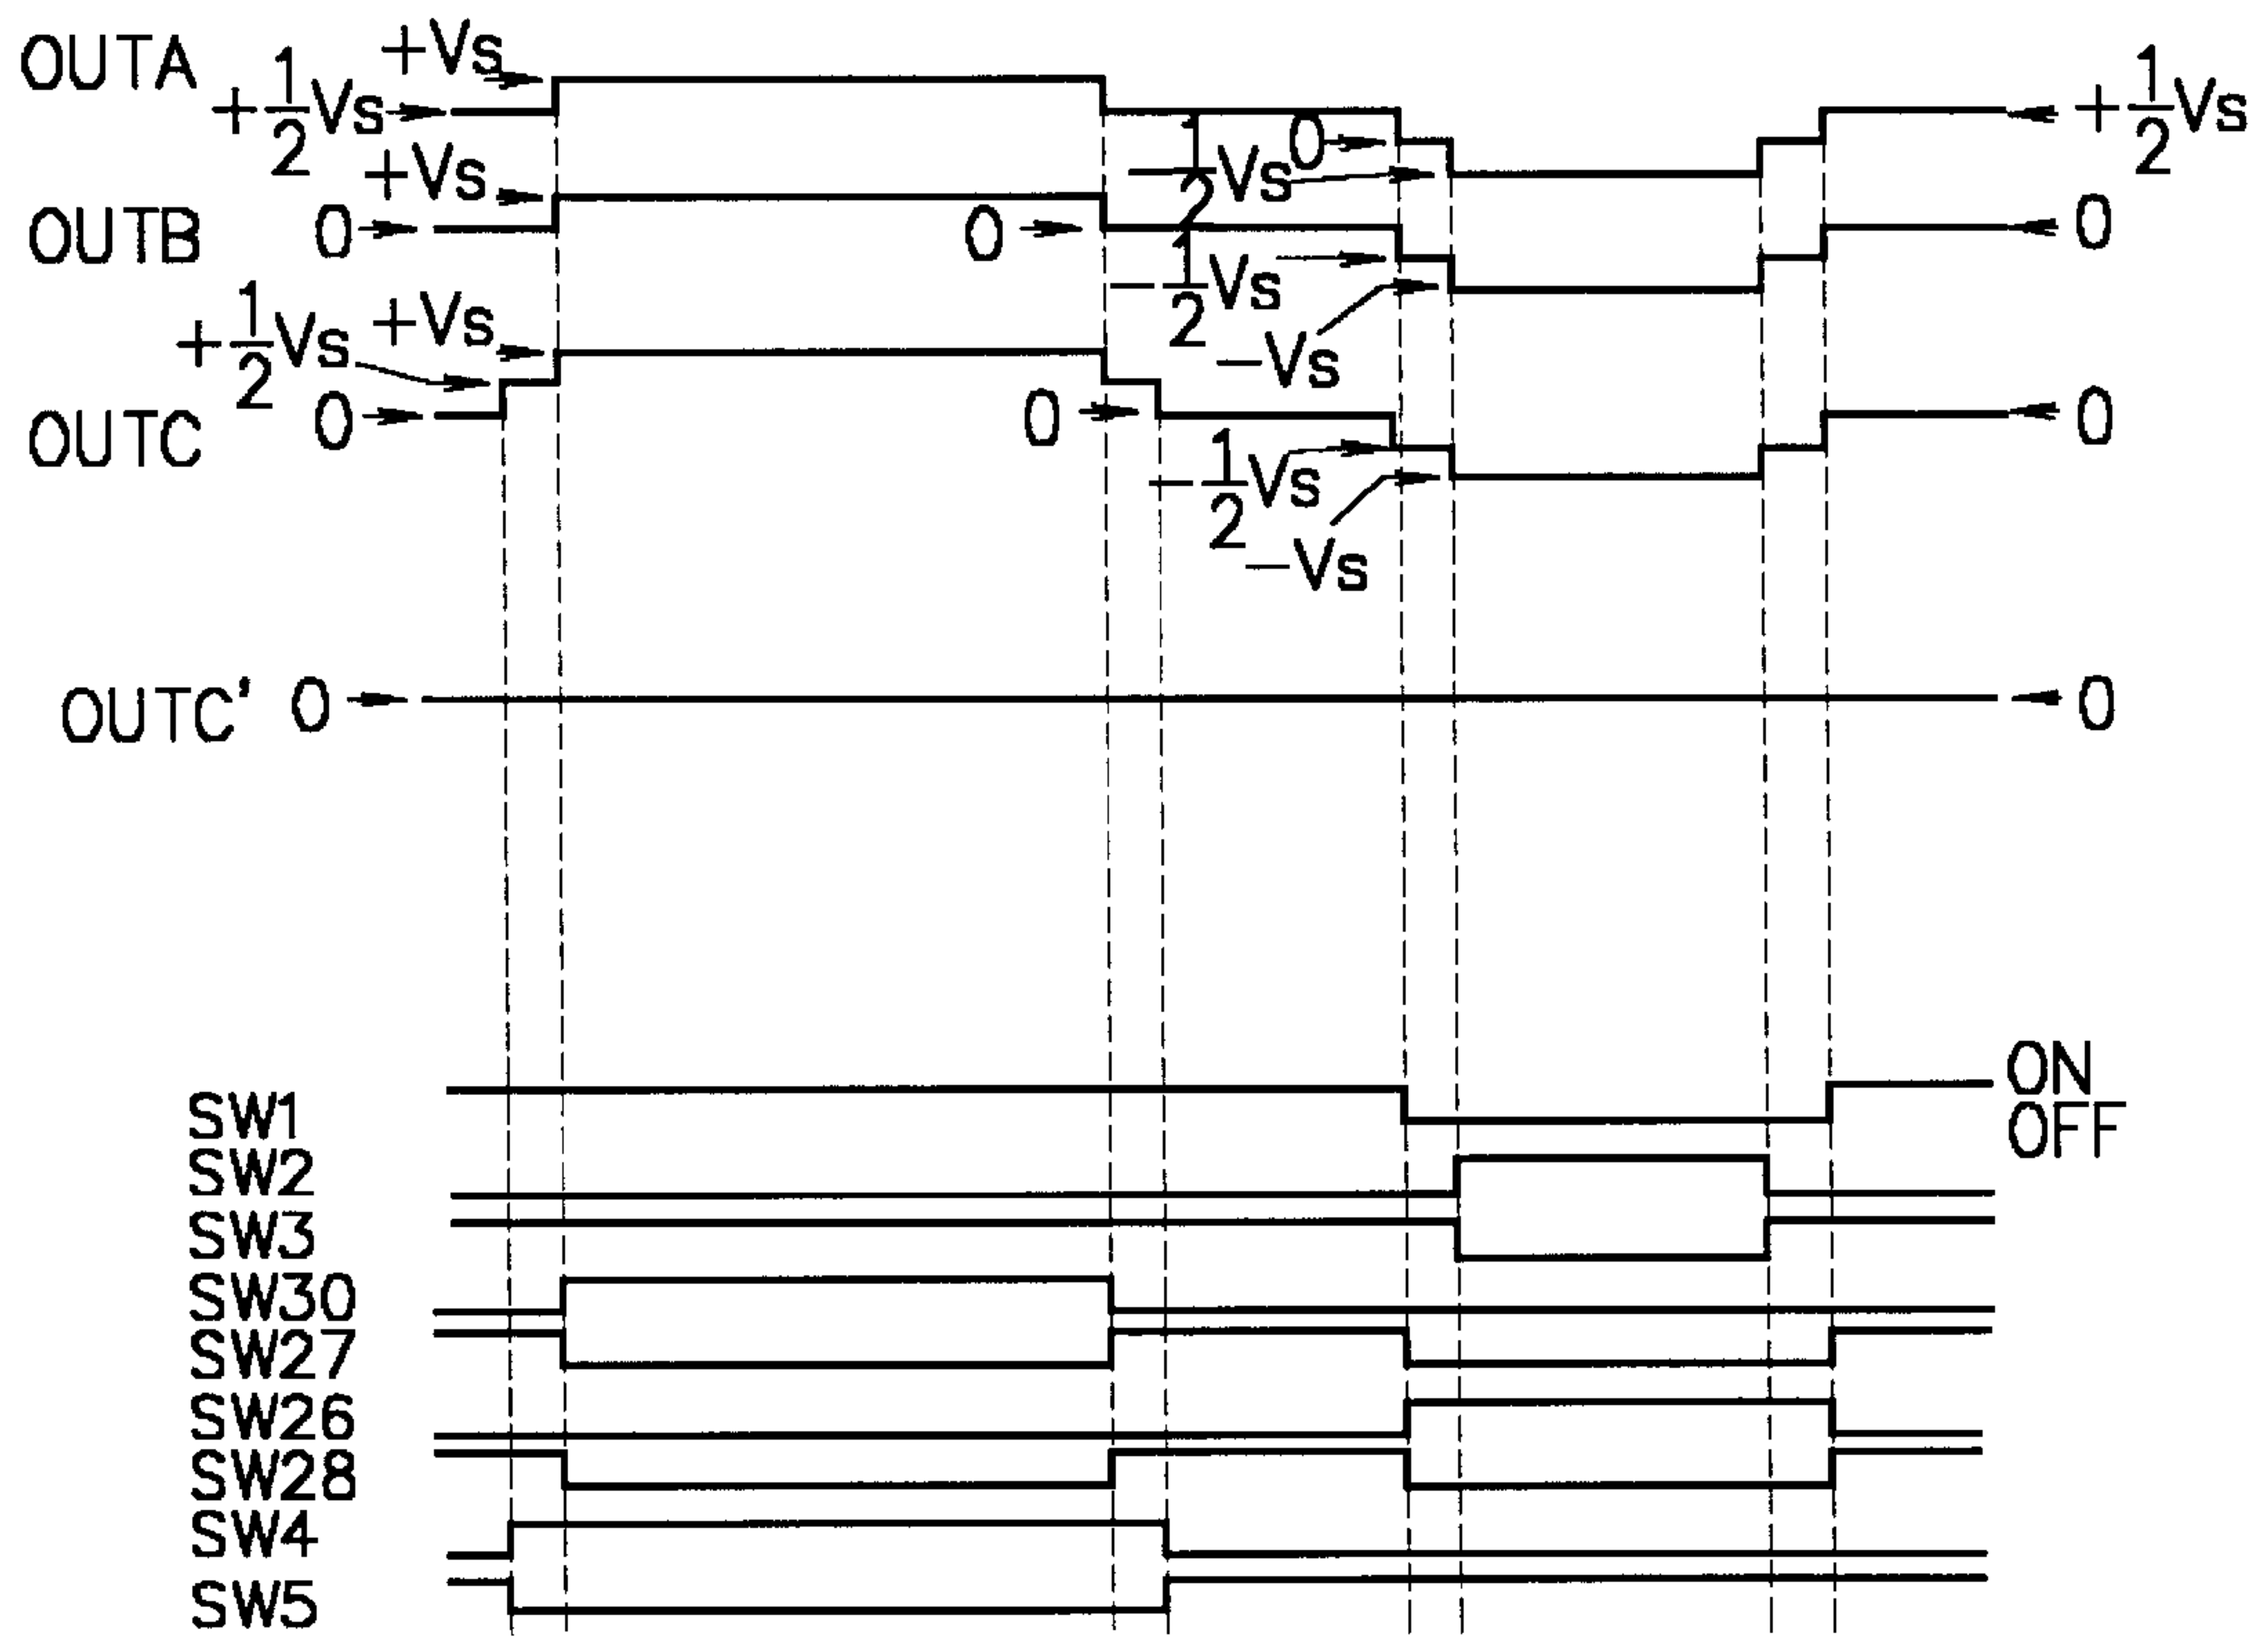 OUTA
+Vs
+1/2Vs
0
-1/2Vs
+1/2Vs
OUTB
+Vs
0
0
-1/2Vs
-Vs
0
OUTC
+1/2Vs
+Vs
0
0
-1/2Vs
-Vs
0
OUTC' 0
0
ON
OFF
SW1
SW2
SW3
SW30
SW27
SW26
SW28
SW4
SW5